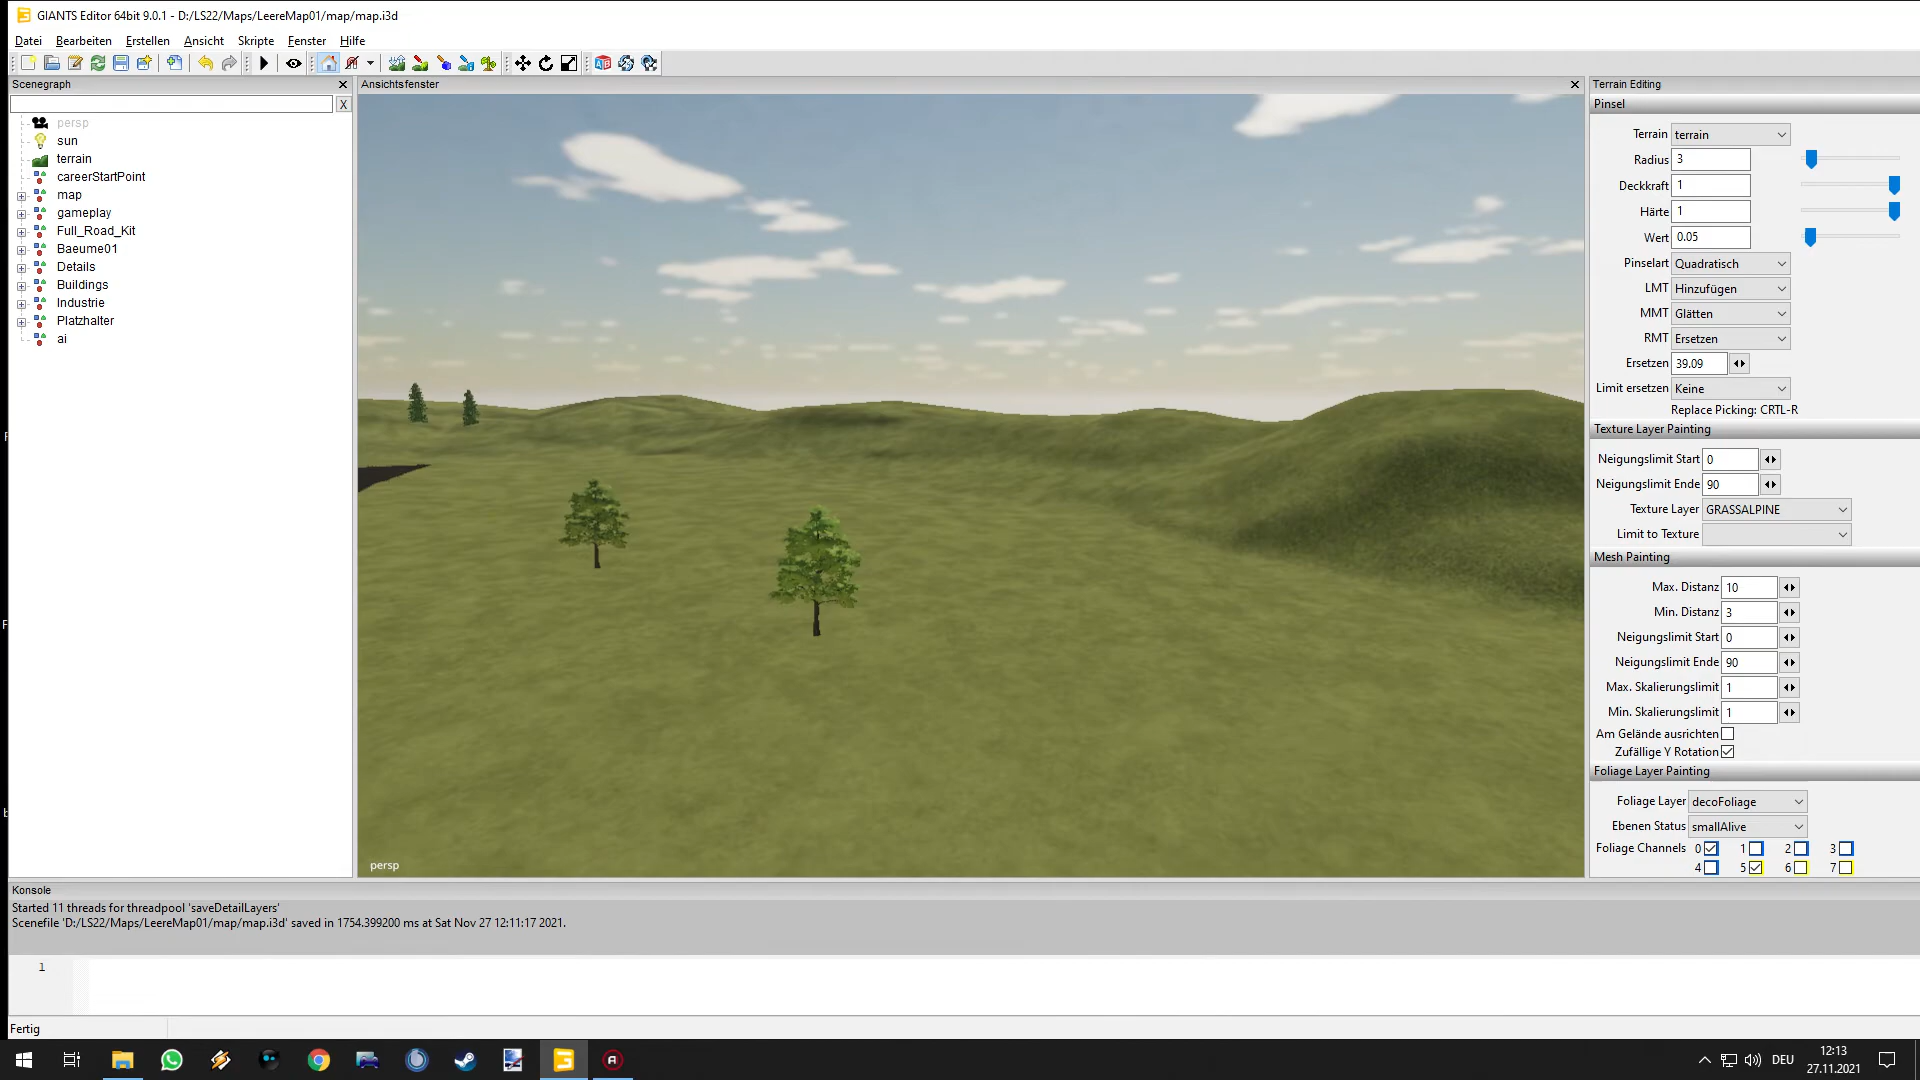 GIANTS Editor 64bit 9.0.1 - D:/LS22/Maps/LeereMap01/map/map.i3d
Datei Bearbeiten Erstellen Ansicht Skripte Fenster Hilfe
Scenegraph
X
persp
sun
terrain
careerStartPoint
map
gameplay
Full_Road_Kit
Baeume01
Details
Buildings
Industrie
Platzhalter
ai
Ansichtsfenster
persp
Terrain Editing
Pinsel
Terrain terrain
Radius 3
Deckkraft 1
Härte 1
Wert 0.05
Pinselart Quadratisch
LMT Hinzufügen
MMT Glätten
RMT Ersetzen
Ersetzen 39.09
Limit ersetzen Keine
Replace Picking: CRTL-R
Texture Layer Painting
Neigungslimit Start 0
Neigungslimit Ende 90
Texture Layer GRASSALPINE
Limit to Texture
Mesh Painting
Max. Distanz 10
Min. Distanz 3
Neigungslimit Start 0
Neigungslimit Ende 90
Max. Skalierungslimit 1
Min. Skalierungslimit 1
Am Gelände ausrichten
Zufällige Y Rotation
Foliage Layer Painting
Foliage Layer decoFoliage
Ebenen Status smallAlive
Foliage Channels 0 1 2 3
4 5 6 7
Konsole
Started 11 threads for threadpool 'saveDetailLayers'
Scenefile 'D:/LS22/Maps/LeereMap01/map/map.i3d' saved in 1754.399200 ms at Sat Nov 27 12:11:17 2021.
1
Fertig
DEU
12:13
27.11.2021